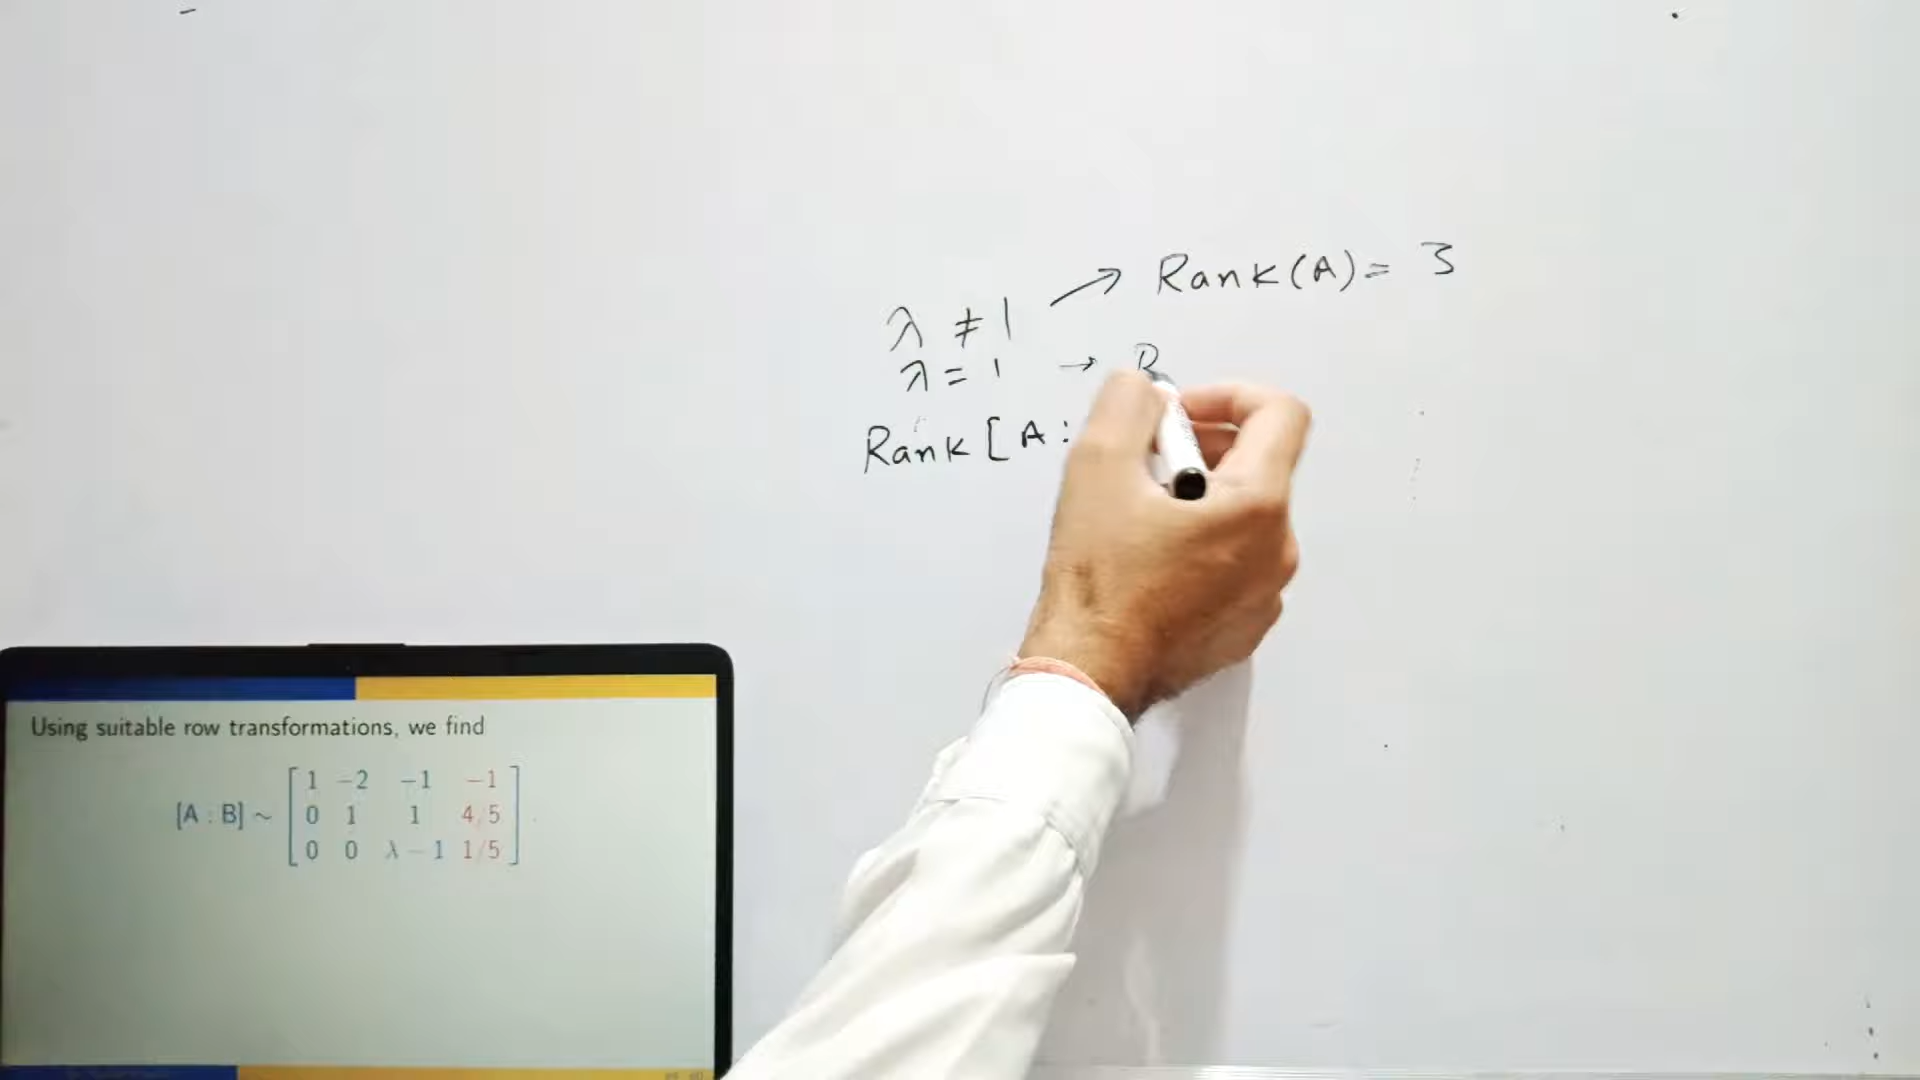 λ ≠ 1 → Rank(A) = 3
λ = 1 → R
Rank [A :
Using suitable row transformations, we find
[A : B] ~
1 -2 -1 -1
0 1 1 4/5
0 0 λ - 1 1/5